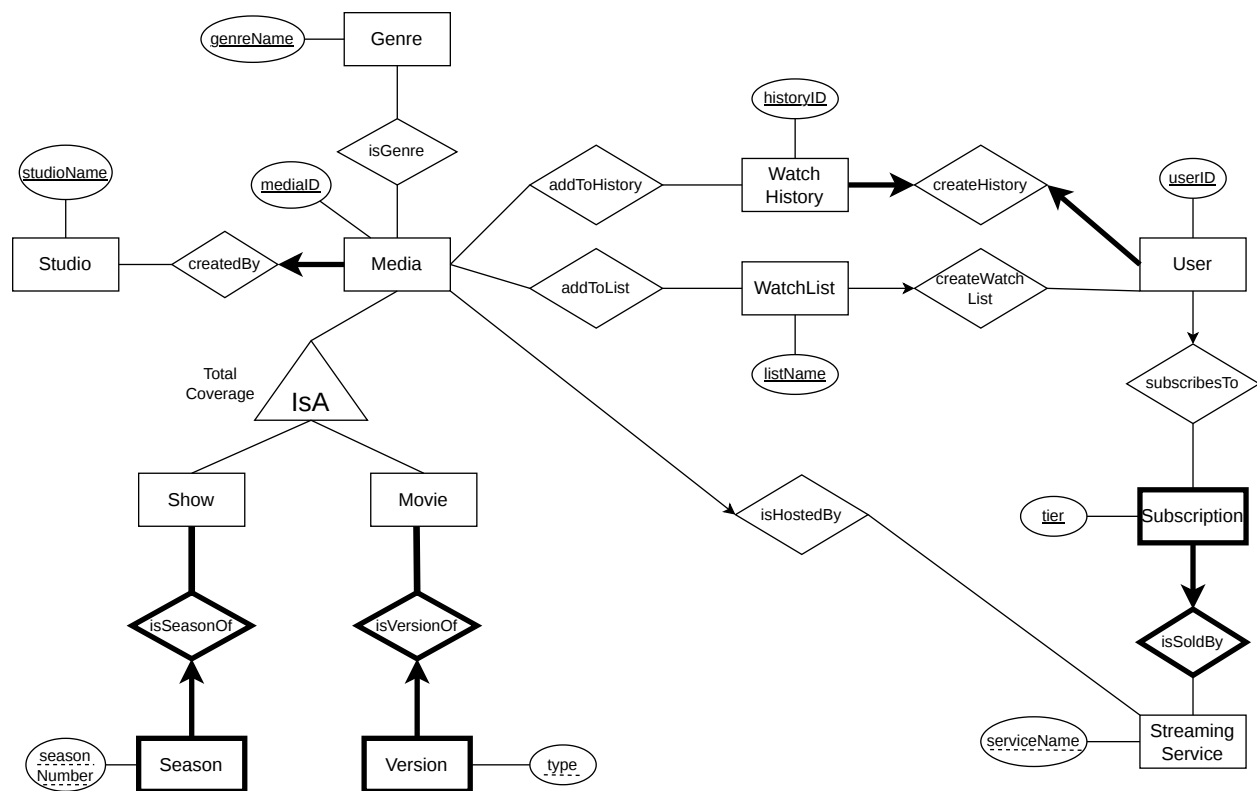 genreName
Genre
historyID
isGenre
studioName
mediaID
addToHistory
Watch
History
createHistory
userID
Studio
createdBy
Media
addToList
WatchList
createWatch
List
User
Total
Coverage
IsA
listName
subscribesTo
Show
Movie
isHostedBy
tier
Subscription
isSeasonOf
isVersionOf
isSoldBy
season
Number
Season
Version
type
serviceName
Streaming
Service